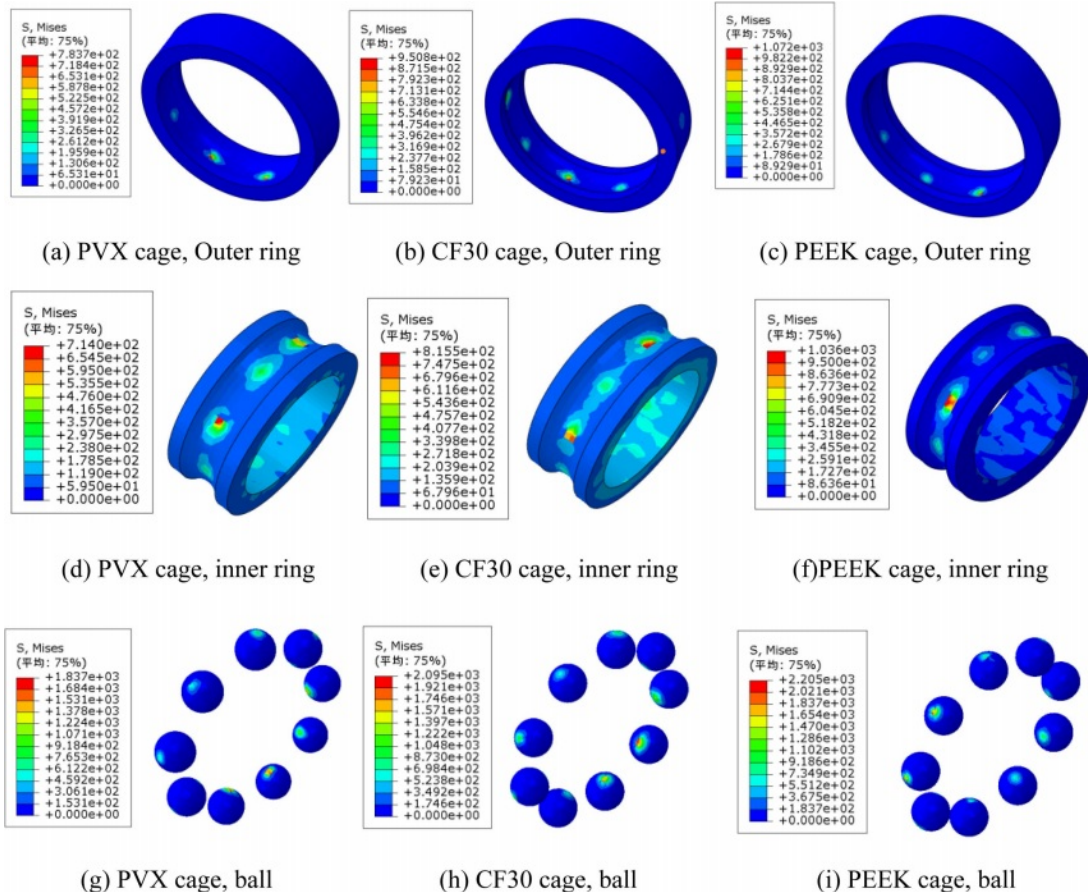 S, Mises
(平均: 75%)
+7.837e+02
+7.184e+02
+6.531e+02
+5.878e+02
+5.225e+02
+4.572e+02
+3.919e+02
+3.265e+02
+2.612e+02
+1.959e+02
+1.306e+02
+6.531e+01
+0.000e+00
S, Mises
(平均: 75%)
+9.508e+02
+8.715e+02
+7.923e+02
+7.131e+02
+6.338e+02
+5.546e+02
+4.754e+02
+3.962e+02
+3.169e+02
+2.377e+02
+1.585e+02
+7.923e+01
+0.000e+00
S, Mises
(平均: 75%)
+1.072e+03
+9.822e+02
+8.929e+02
+8.037e+02
+7.144e+02
+6.251e+02
+5.358e+02
+4.465e+02
+3.572e+02
+2.679e+02
+1.786e+02
+8.929e+01
+0.000e+00
(a) PVX cage, Outer ring
(b) CF30 cage, Outer ring
(c) PEEK cage, Outer ring
S, Mises
(平均: 75%)
+7.140e+02
+6.545e+02
+5.950e+02
+5.355e+02
+4.760e+02
+4.165e+02
+3.570e+02
+2.975e+02
+2.380e+02
+1.785e+02
+1.190e+02
+5.950e+01
+0.000e+00
S, Mises
(平均: 75%)
+8.155e+02
+7.475e+02
+6.796e+02
+6.116e+02
+5.436e+02
+4.757e+02
+4.077e+02
+3.398e+02
+2.718e+02
+2.039e+02
+1.359e+02
+6.796e+01
+0.000e+00
S, Mises
(平均: 75%)
+1.036e+03
+9.500e+02
+8.636e+02
+7.773e+02
+6.909e+02
+6.045e+02
+5.182e+02
+4.318e+02
+3.455e+02
+2.591e+02
+1.727e+02
+8.636e+01
+0.000e+00
(d) PVX cage, inner ring
(e) CF30 cage, inner ring
(f)PEEK cage, inner ring
S, Mises
(平均: 75%)
+1.837e+03
+1.684e+03
+1.531e+03
+1.378e+03
+1.224e+03
+1.071e+03
+9.184e+02
+7.653e+02
+6.122e+02
+4.592e+02
+3.061e+02
+1.531e+02
+0.000e+00
S, Mises
(平均: 75%)
+2.095e+03
+1.921e+03
+1.746e+03
+1.571e+03
+1.397e+03
+1.222e+03
+1.048e+03
+8.730e+02
+6.984e+02
+5.238e+02
+3.492e+02
+1.746e+02
+0.000e+00
S, Mises
(平均: 75%)
+2.205e+03
+2.021e+03
+1.837e+03
+1.654e+03
+1.470e+03
+1.286e+03
+1.102e+03
+9.186e+02
+7.349e+02
+5.512e+02
+3.675e+02
+1.837e+02
+0.000e+00
(g) PVX cage, ball
(h) CF30 cage, ball
(i) PEEK cage, ball